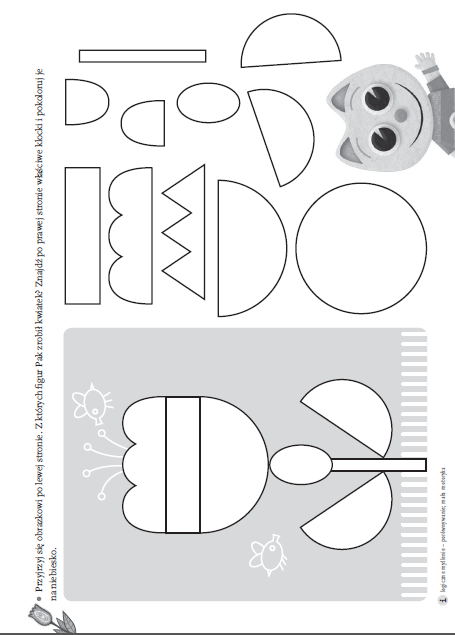 Przyjrzyj się obrazkowi po lewej stronie. Z których figur Pak zrobił kwiatek? Znajdź po prawej stronie właściwe klocki i pokoloruj je
na niebiesko.
logiczne myślenie – porównywanie; mała motoryka